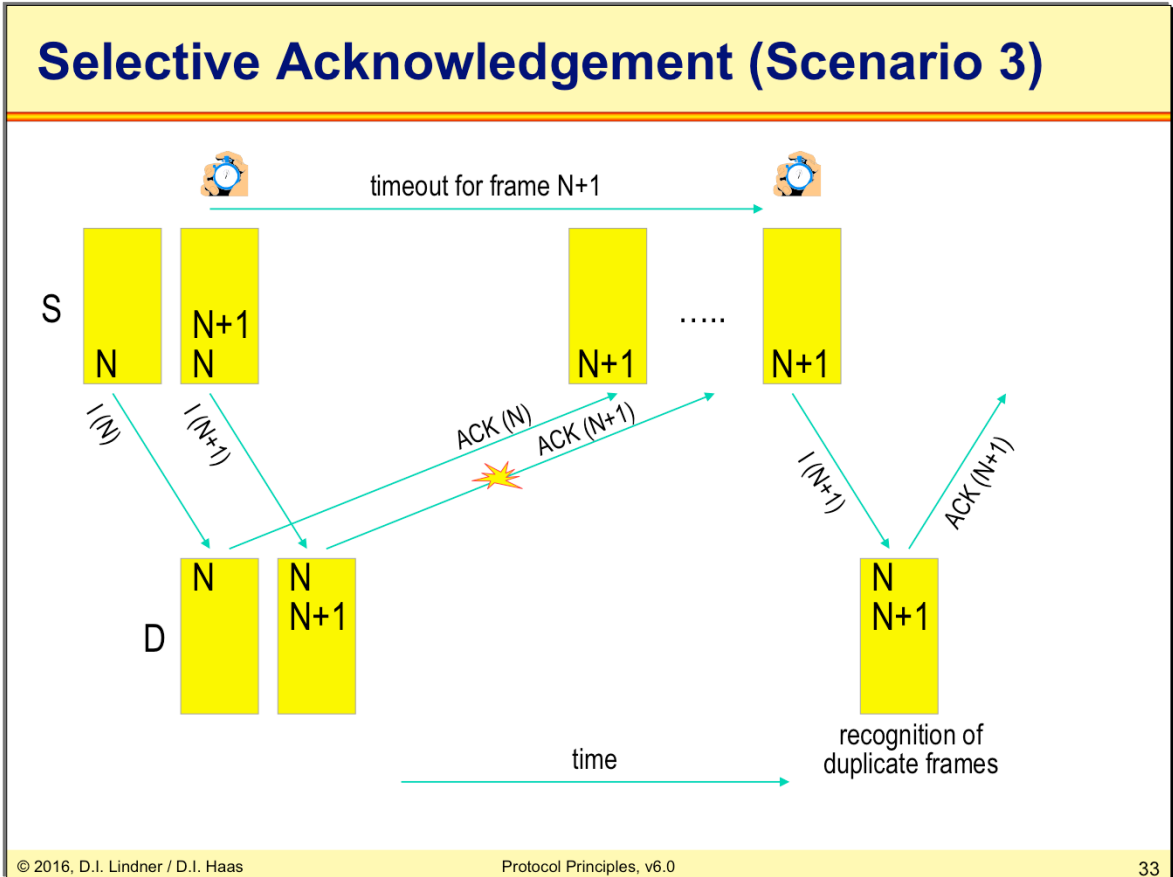 Selective Acknowledgement (Scenario 3)
timeout for frame N+1
S
N
N+1
N
N+1
.....
N+1
I (N)
I (N+1)
ACK (N)
ACK (N+1)
I (N+1)
ACK (N+1)
D
N
N
N+1
N
N+1
recognition of
duplicate frames
time
© 2016, D.I. Lindner / D.I. Haas
Protocol Principles, v6.0
33